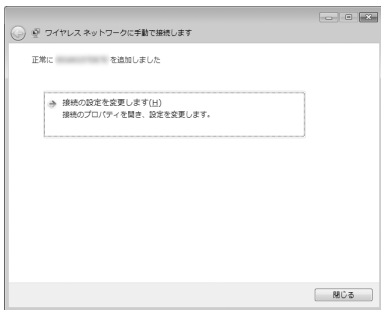 ワイヤレス ネットワークに手動で接続します
正常に を追加しました
接続の設定を変更します(H)
接続のプロパティを開き、設定を変更します。
閉じる